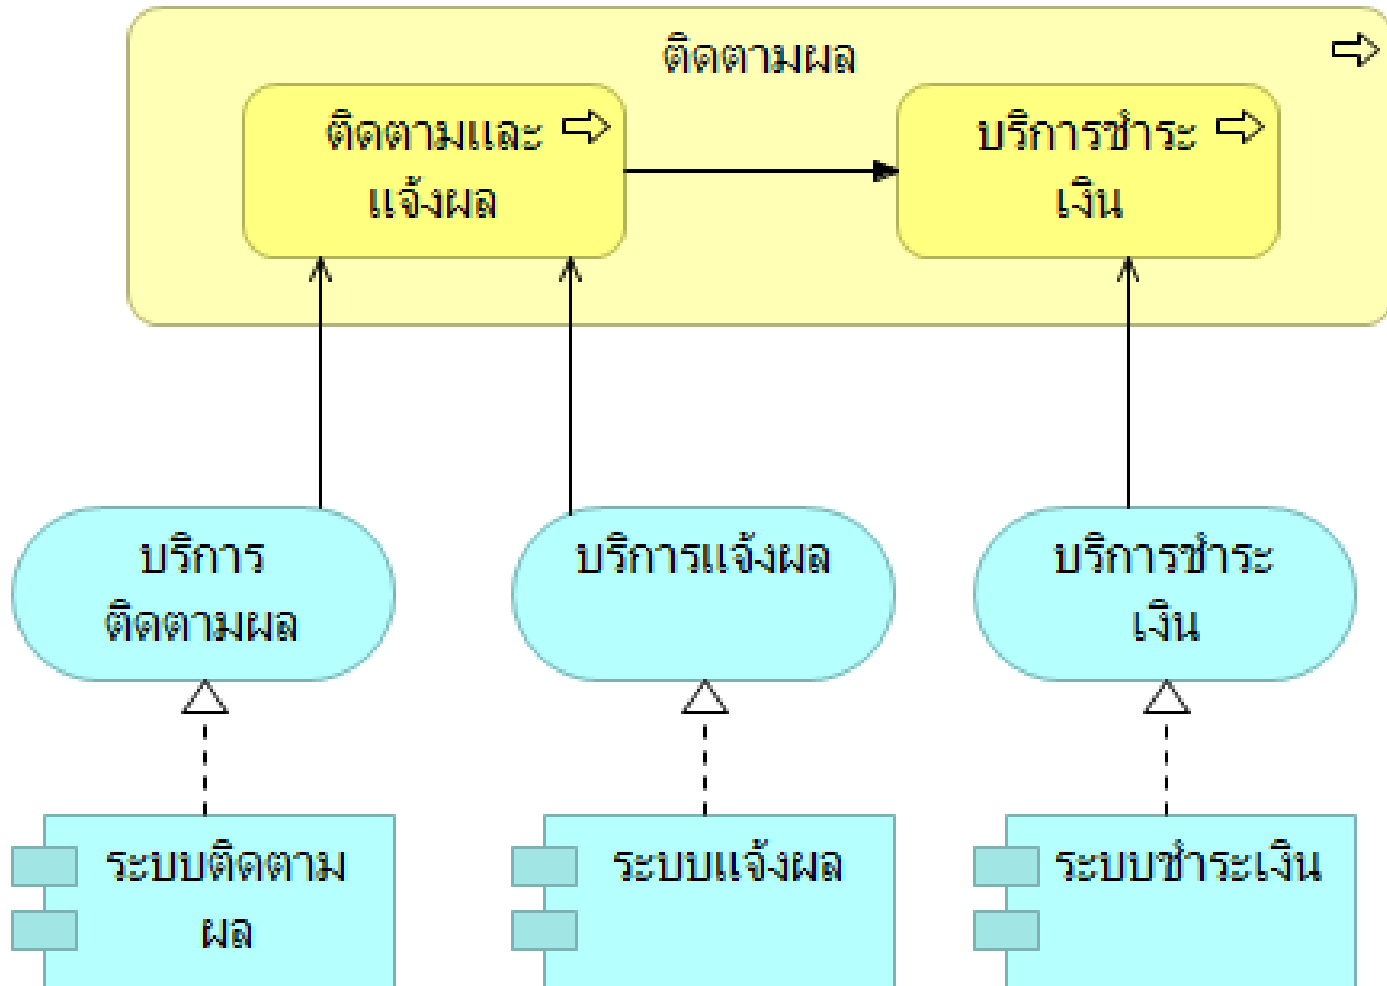 ติดตามผล
ติดตามและ
แจ้งผล
บริการชำระ
เงิน
บริการ
ติดตามผล
บริการแจ้งผล
บริการชำระ
เงิน
ระบบติดตาม
ผล
ระบบแจ้งผล
ระบบชำระเงิน